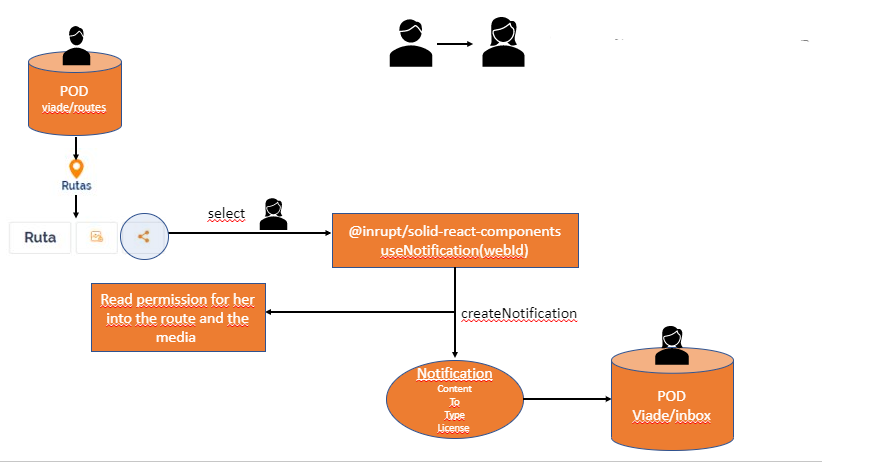 POD
viade/routes
Rutas
Ruta
select
@inrupt/solid-react-components
useNotification(webId)
Read permission for her
into the route and the
media
createNotification
Notification
Content
To
Type
License
POD
Viade/inbox